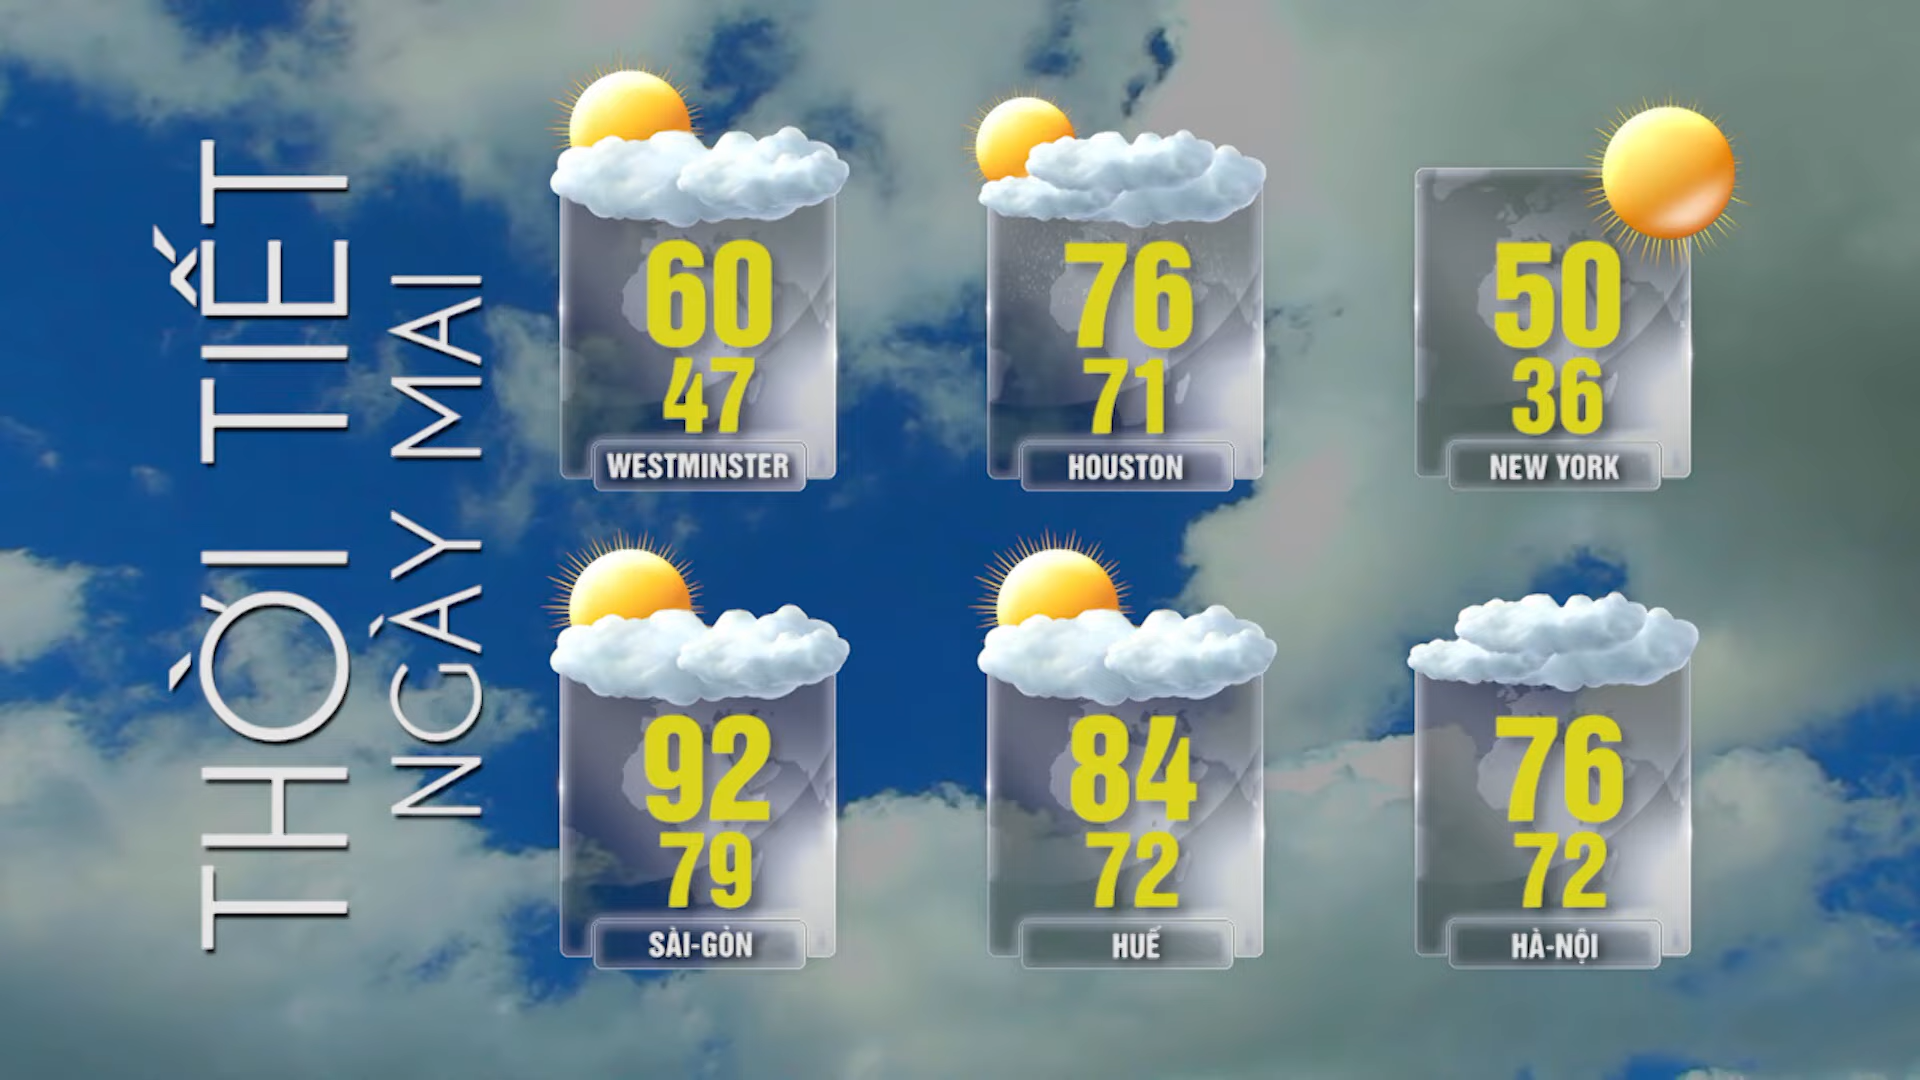 THỜI TIẾT
NGÀY MAI
60
47
WESTMINSTER
76
71
HOUSTON
50
36
NEW YORK
92
79
SÀI-GÒN
84
72
HUẾ
76
72
HÀ-NỘI